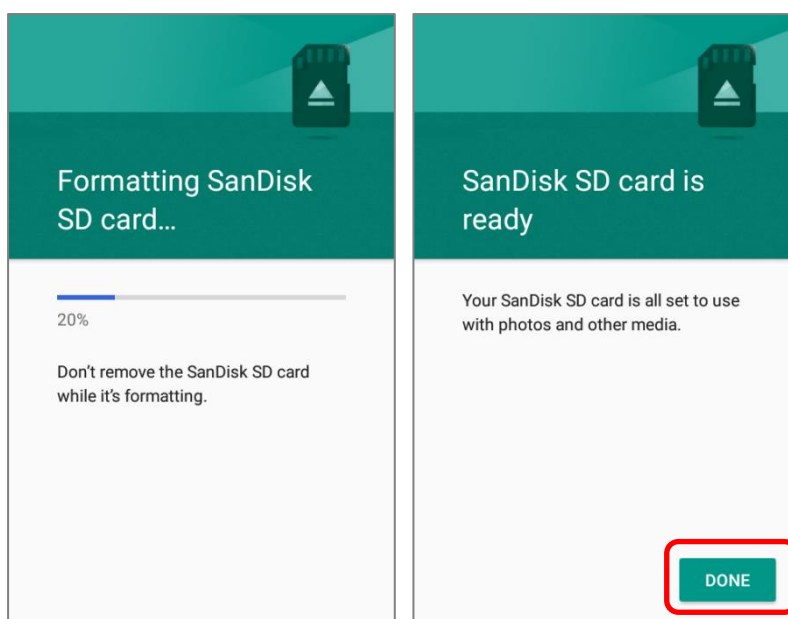 Formatting SanDisk
SD card…
20%
Don't remove the SanDisk SD card
while it's formatting.
SanDisk SD card is
ready
Your SanDisk SD card is all set to use
with photos and other media.
DONE